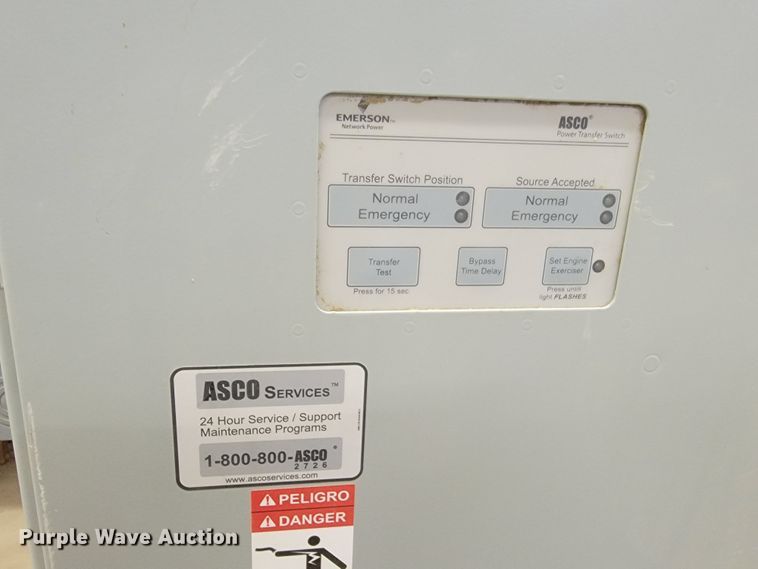 EMERSON™
Network Power
ASCO®
Power Transfer Switch
Transfer Switch Position
Normal
Emergency
Source Accepted
Normal
Emergency
Transfer
Test
Press for 15 sec
Bypass
Time Delay
Set Engine
Exerciser
Press until
light FLASHES
ASCO SERVICES™
24 Hour Service / Support
Maintenance Programs
1-800-800-ASCO®
2726
www.ascoservices.com
PELIGRO
DANGER
Purple Wave Auction